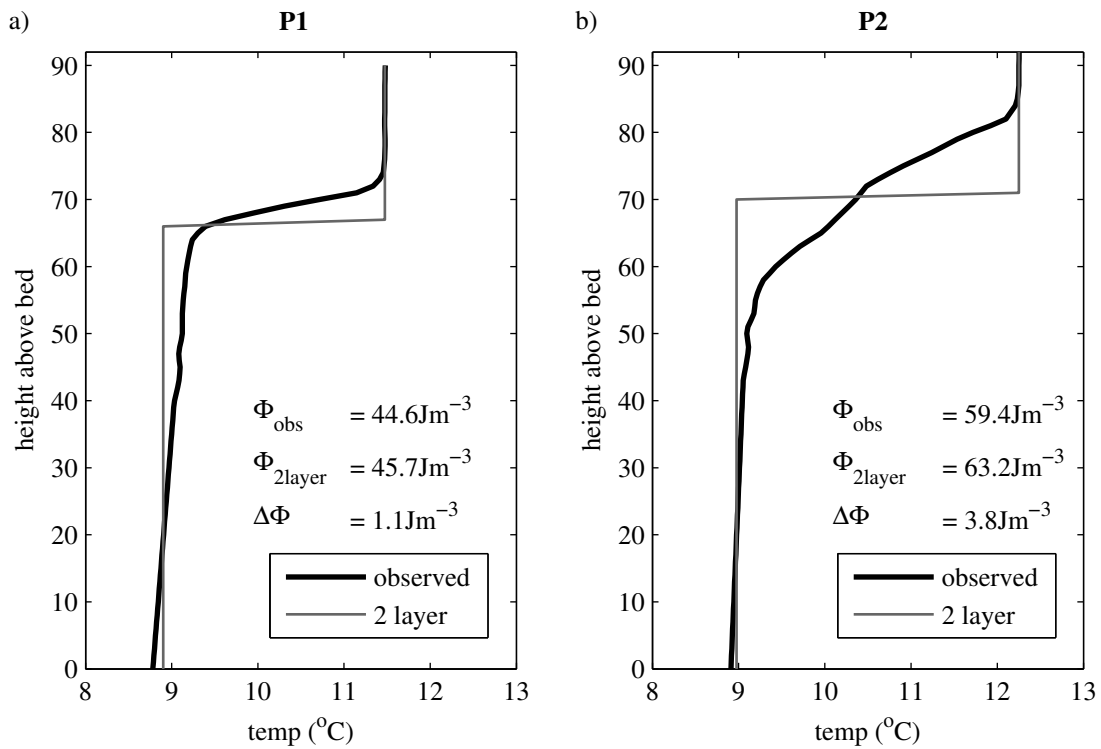 a)
P1
90
80
70
60
50
40
30
20
10
0
height above bed
Φobs = 44.6Jm−3
Φ2layer = 45.7Jm−3
ΔΦ = 1.1Jm−3
observed
2 layer
8 9 10 11 12 13
temp (oC)
b)
P2
90
80
70
60
50
40
30
20
10
0
height above bed
Φobs = 59.4Jm−3
Φ2layer = 63.2Jm−3
ΔΦ = 3.8Jm−3
observed
2 layer
8 9 10 11 12 13
temp (oC)